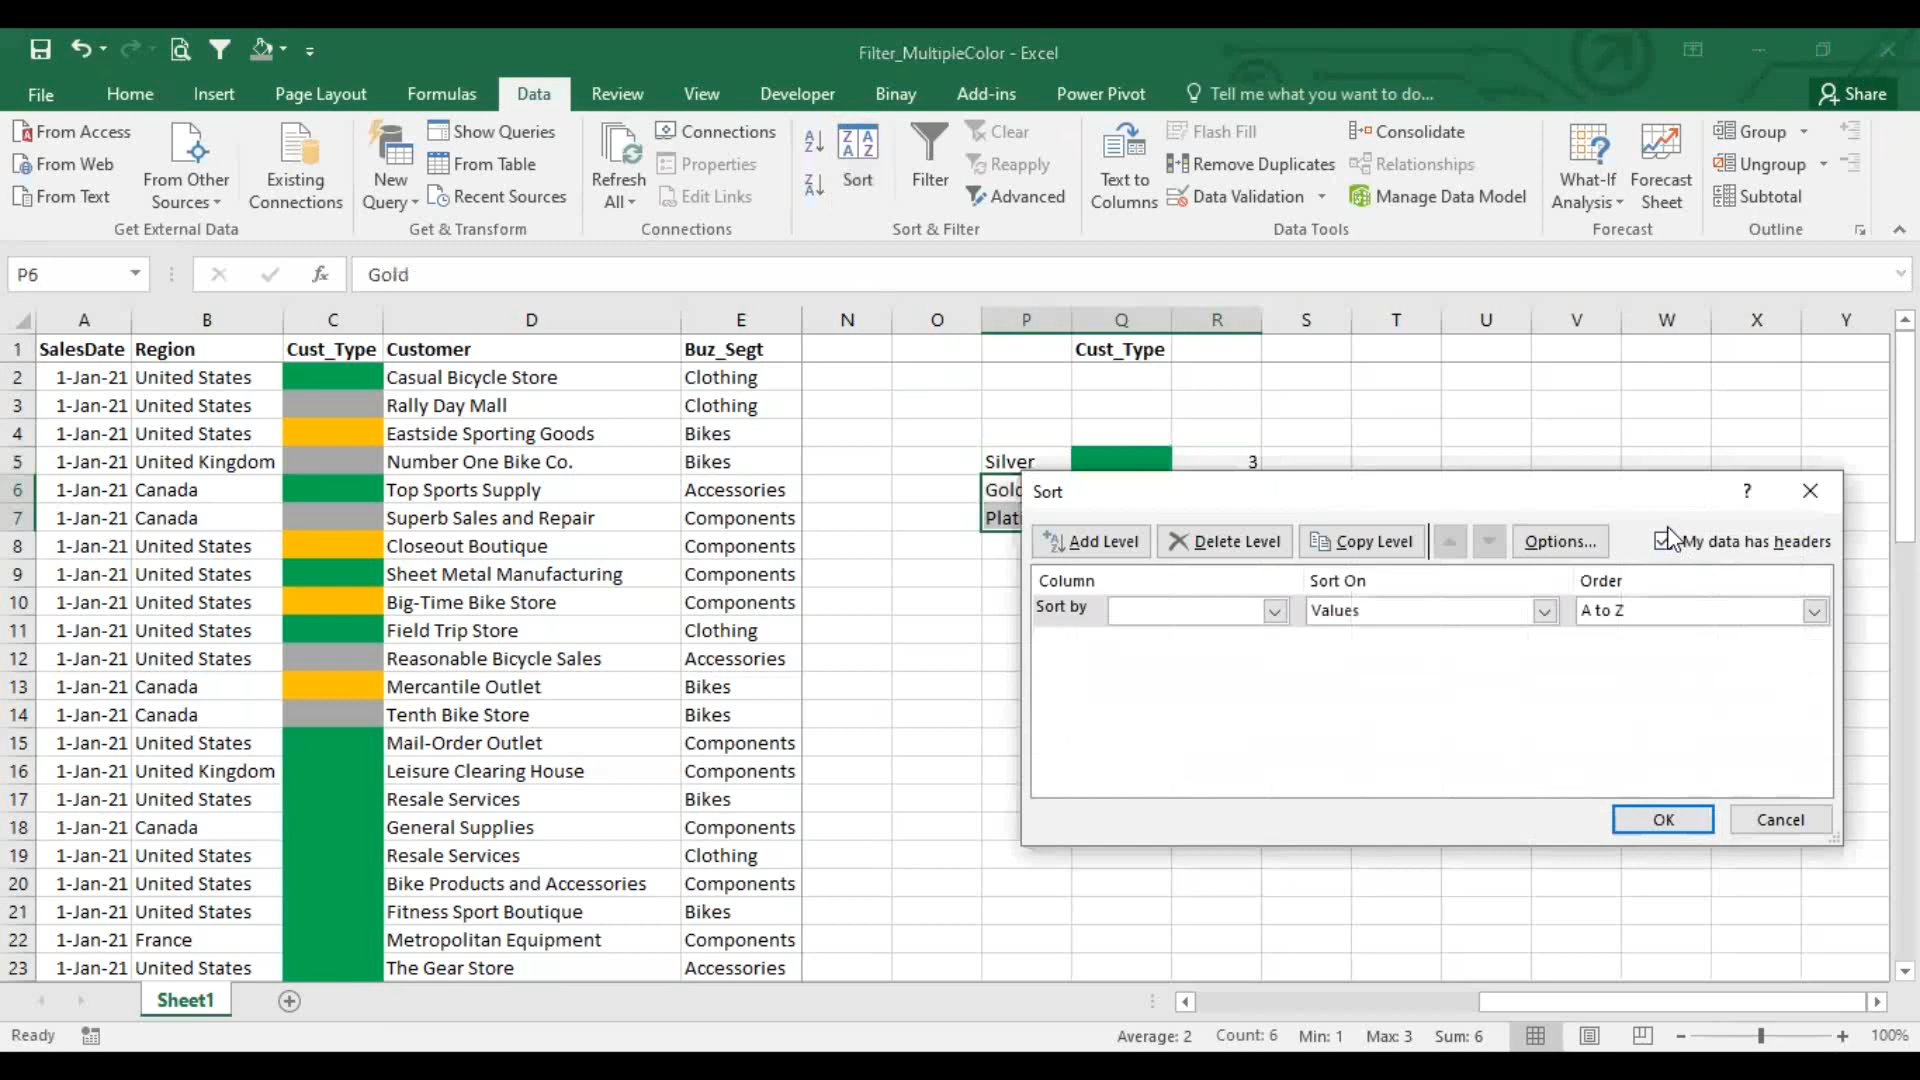 Filter_MultipleColor - Excel
File Home Insert Page Layout Formulas Data Review View Developer Binay Add-ins Power Pivot Tell me what you want to do... Share
From Access
From Web
From Text
From Other Sources
Existing Connections
Get External Data
New Query
Show Queries
From Table
Recent Sources
Get & Transform
Refresh All
Connections
Properties
Edit Links
Connections
Sort
Filter
Clear
Reapply
Advanced
Sort & Filter
Text to Columns
Flash Fill
Remove Duplicates
Data Validation
Consolidate
Relationships
Manage Data Model
Data Tools
What-If Analysis
Forecast Sheet
Forecast
Group
Ungroup
Subtotal
Outline
P6 fx Gold
A B C D E N O P Q R S T U V W X Y
1 SalesDate Region Cust_Type Customer Buz_Segt Cust_Type
2 1-Jan-21 United States Casual Bicycle Store Clothing
3 1-Jan-21 United States Rally Day Mall Clothing
4 1-Jan-21 United States Eastside Sporting Goods Bikes
5 1-Jan-21 United Kingdom Number One Bike Co. Bikes Silver 3
6 1-Jan-21 Canada Top Sports Supply Accessories Gold
7 1-Jan-21 Canada Superb Sales and Repair Components Plati
8 1-Jan-21 United States Closeout Boutique Components
9 1-Jan-21 United States Sheet Metal Manufacturing Components
10 1-Jan-21 United States Big-Time Bike Store Components
11 1-Jan-21 United States Field Trip Store Clothing
12 1-Jan-21 United States Reasonable Bicycle Sales Accessories
13 1-Jan-21 Canada Mercantile Outlet Bikes
14 1-Jan-21 Canada Tenth Bike Store Bikes
15 1-Jan-21 United States Mail-Order Outlet Components
16 1-Jan-21 United Kingdom Leisure Clearing House Components
17 1-Jan-21 United States Resale Services Bikes
18 1-Jan-21 Canada General Supplies Components
19 1-Jan-21 United States Resale Services Clothing
20 1-Jan-21 United States Bike Products and Accessories Components
21 1-Jan-21 United States Fitness Sport Boutique Bikes
22 1-Jan-21 France Metropolitan Equipment Components
23 1-Jan-21 United States The Gear Store Accessories
Sort ?
Add Level Delete Level Copy Level Options... My data has headers
Column Sort On Order
Sort by Values A to Z
OK Cancel
Sheet1
Ready Average: 2 Count: 6 Min: 1 Max: 3 Sum: 6 100%